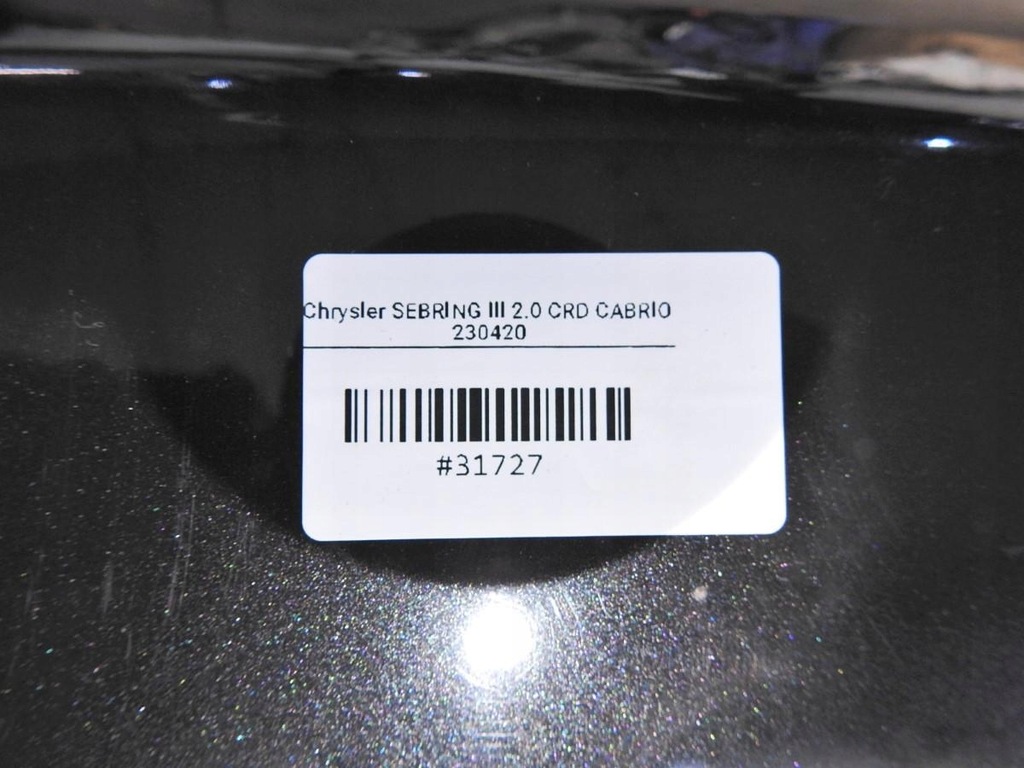 Chrysler SEBRING III 2.0 CRD CABRIO
230420
#31727